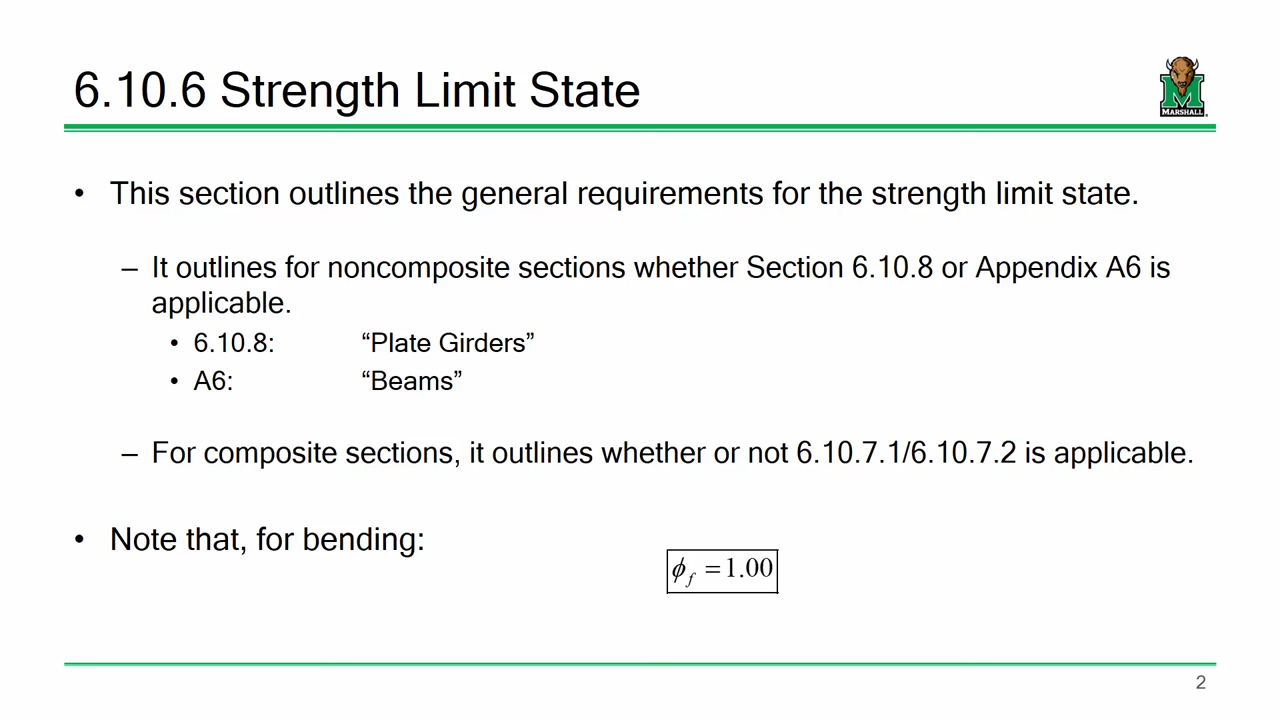 6.10.6 Strength Limit State
MARSHALL
• This section outlines the general requirements for the strength limit state.
– It outlines for noncomposite sections whether Section 6.10.8 or Appendix A6 is
applicable.
• 6.10.8: “Plate Girders”
• A6: “Beams”
– For composite sections, it outlines whether or not 6.10.7.1/6.10.7.2 is applicable.
• Note that, for bending:
ϕ_f = 1.00
2